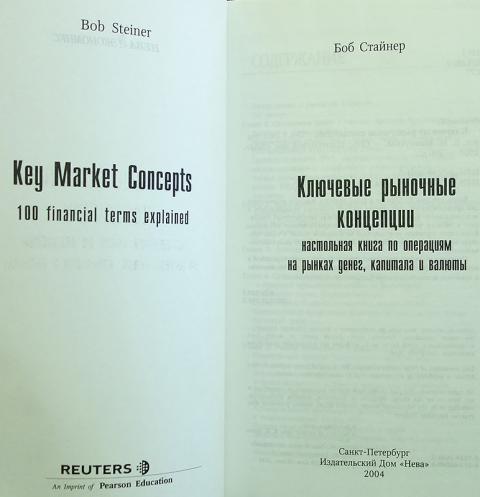 Bob Steiner
Key Market Concepts
100 financial terms explained
REUTERS
An Imprint of Pearson Education
Боб Стайнер
Ключевые рыночные
концепции
настольная книга по операциям
на рынках денег, капитала и валюты
Санкт-Петербург
Издательский Дом «Нева»
2004